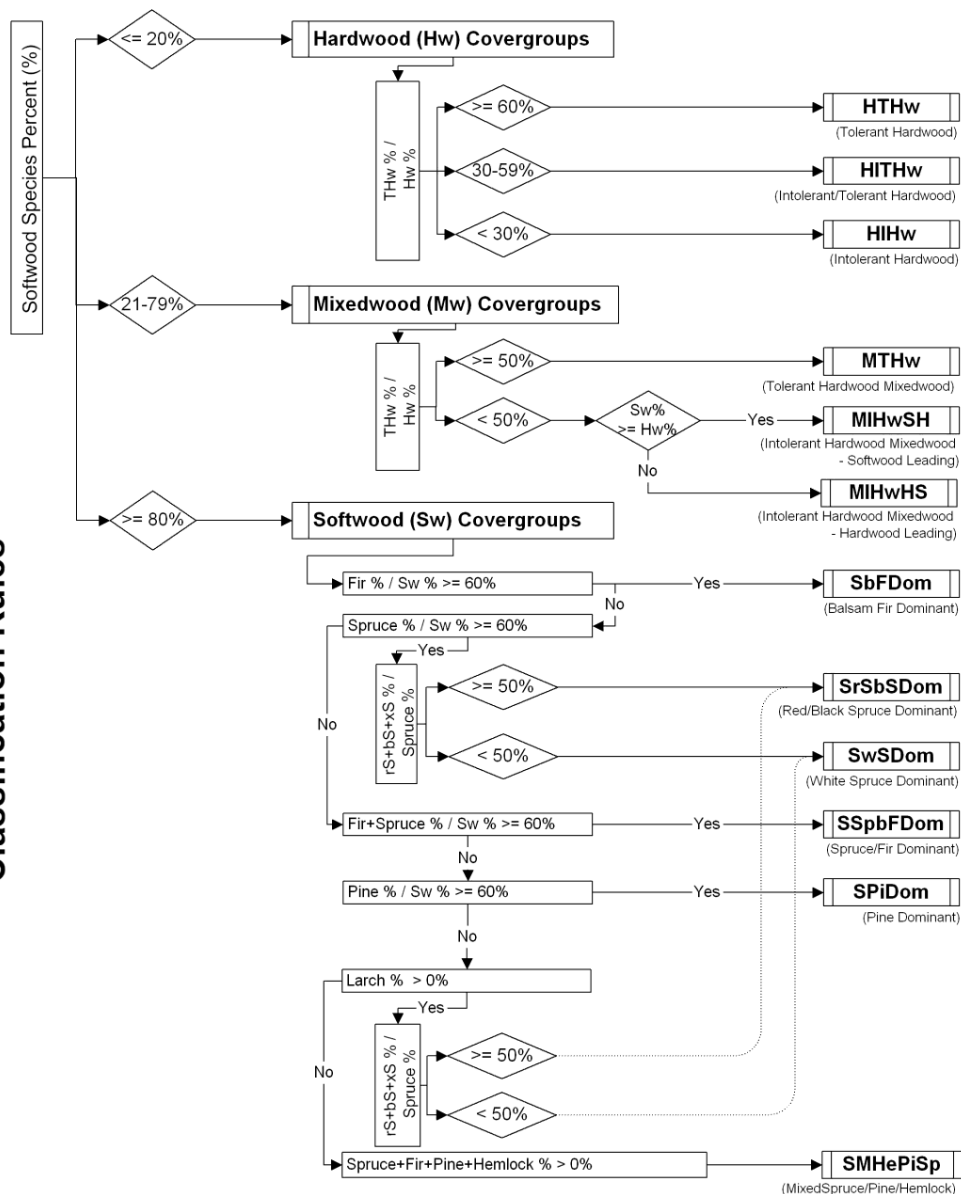 Softwood Species Percent (%)
<= 20%
Hardwood (Hw) Covergroups
THw % /
Hw %
>= 60%
HTHw
(Tolerant Hardwood)
30-59%
HITHw
(Intolerant/Tolerant Hardwood)
< 30%
HIHw
(Intolerant Hardwood)
21-79%
Mixedwood (Mw) Covergroups
THw % /
Hw %
>= 50%
MTHw
(Tolerant Hardwood Mixedwood)
< 50%
Sw%
>= Hw%
Yes
MIHwSH
(Intolerant Hardwood Mixedwood
- Softwood Leading)
No
MIHwHS
(Intolerant Hardwood Mixedwood
- Hardwood Leading)
>= 80%
Softwood (Sw) Covergroups
Fir % / Sw % >= 60%
Yes
SbFDom
(Balsam Fir Dominant)
No
Spruce % / Sw % >= 60%
Yes
rS+bS+xS % /
Spruce %
>= 50%
SrSbSDom
(Red/Black Spruce Dominant)
No
< 50%
SwSDom
(White Spruce Dominant)
Fir+Spruce % / Sw % >= 60%
Yes
SSpbFDom
(Spruce/Fir Dominant)
No
Pine % / Sw % >= 60%
Yes
SPiDom
(Pine Dominant)
No
Larch % > 0%
Yes
rS+bS+xS % /
Spruce %
>= 50%
No
< 50%
Spruce+Fir+Pine+Hemlock % > 0%
SMHePiSp
(MixedSpruce/Pine/Hemlock)